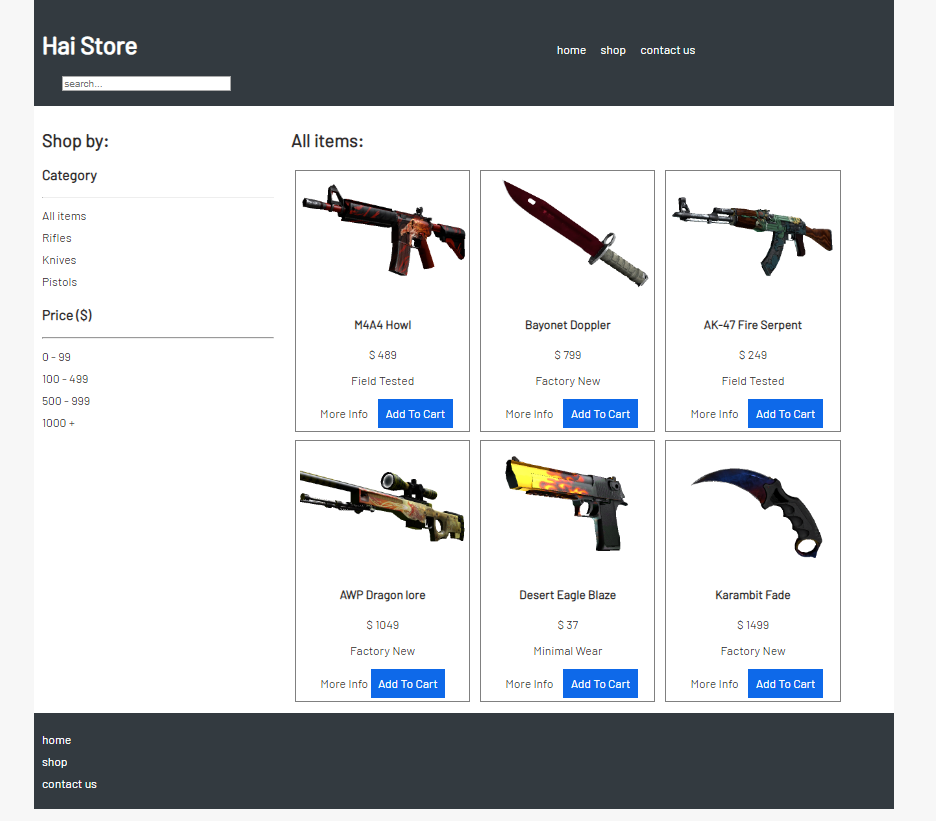 Hai Store
home shop contact us
search...
Shop by:
Category
All items
Rifles
Knives
Pistols
Price ($)
0 - 99
100 - 499
500 - 999
1000 +
All items:
M4A4 Howl
$ 489
Field Tested
More Info Add To Cart
Bayonet Doppler
$ 799
Factory New
More Info Add To Cart
AK-47 Fire Serpent
$ 249
Field Tested
More Info Add To Cart
AWP Dragon lore
$ 1049
Factory New
More Info Add To Cart
Desert Eagle Blaze
$ 37
Minimal Wear
More Info Add To Cart
Karambit Fade
$ 1499
Factory New
More Info Add To Cart
home
shop
contact us